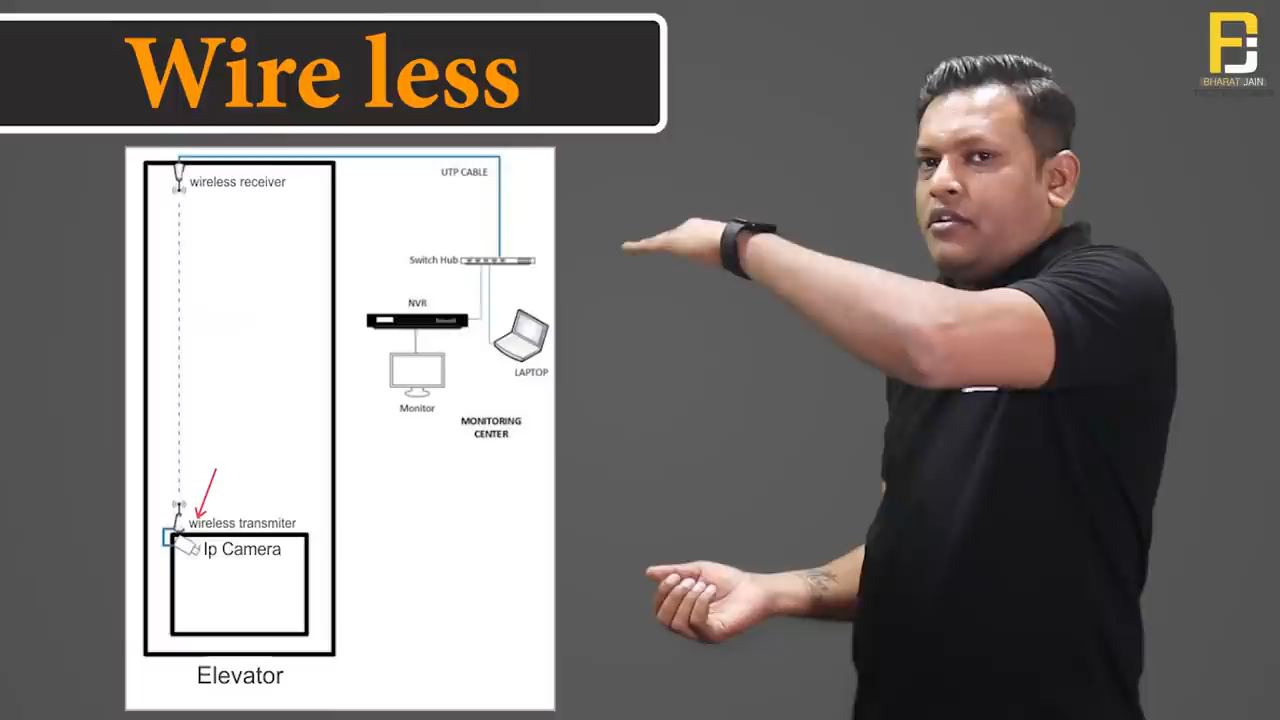 Wire less
BHARAT JAIN
wireless receiver
UTP CABLE
Switch Hub
NVR
LAPTOP
Monitor
MONITORING
CENTER
wireless transmiter
Ip Camera
Elevator